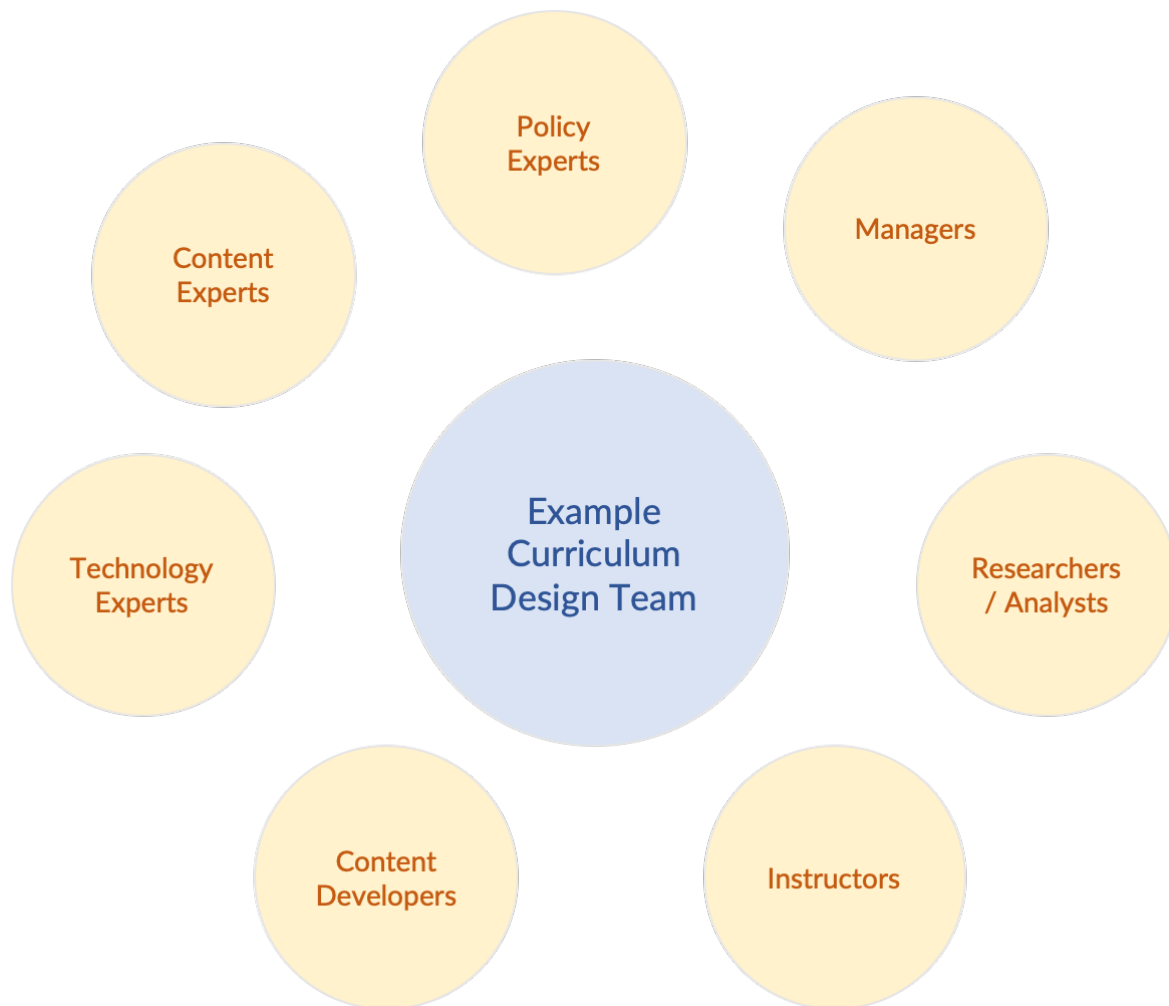 Policy
Experts
Managers
Content
Experts
Example
Curriculum
Design Team
Technology
Experts
Researchers
/ Analysts
Content
Developers
Instructors